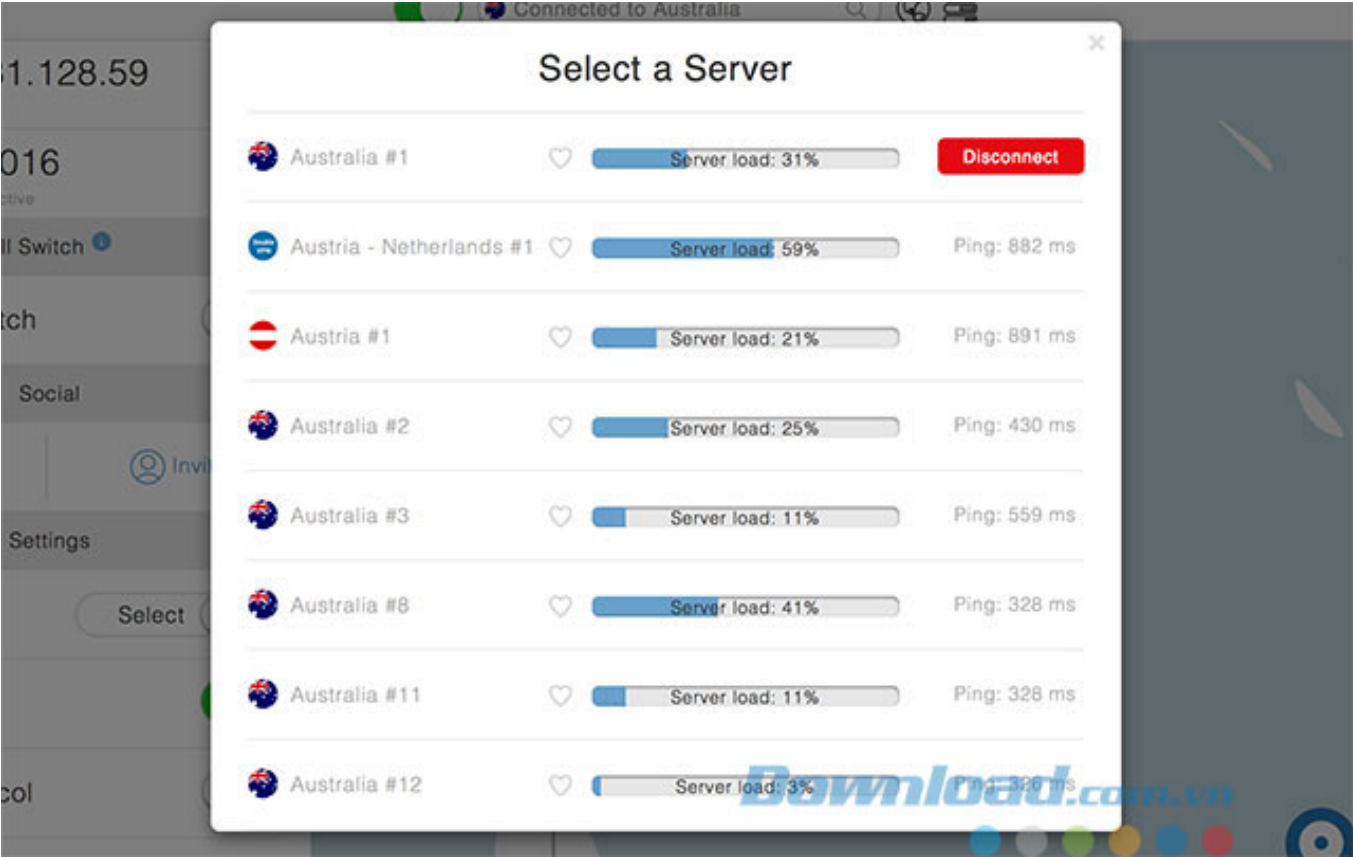 Connected to Australia
Select a Server
1.128.59
Australia #1 Server load: 31% Disconnect
016
ctive
ll Switch
Austria - Netherlands #1 Server load: 59% Ping: 882 ms
tch
Austria #1 Server load: 21% Ping: 891 ms
Social
Australia #2 Server load: 25% Ping: 430 ms
Invi
Australia #3 Server load: 11% Ping: 559 ms
Settings
Select
Australia #8 Server load: 41% Ping: 328 ms
Australia #11 Server load: 11% Ping: 328 ms
col
Australia #12 Server load: 3% Ping: 326 ms
Download.com.vn